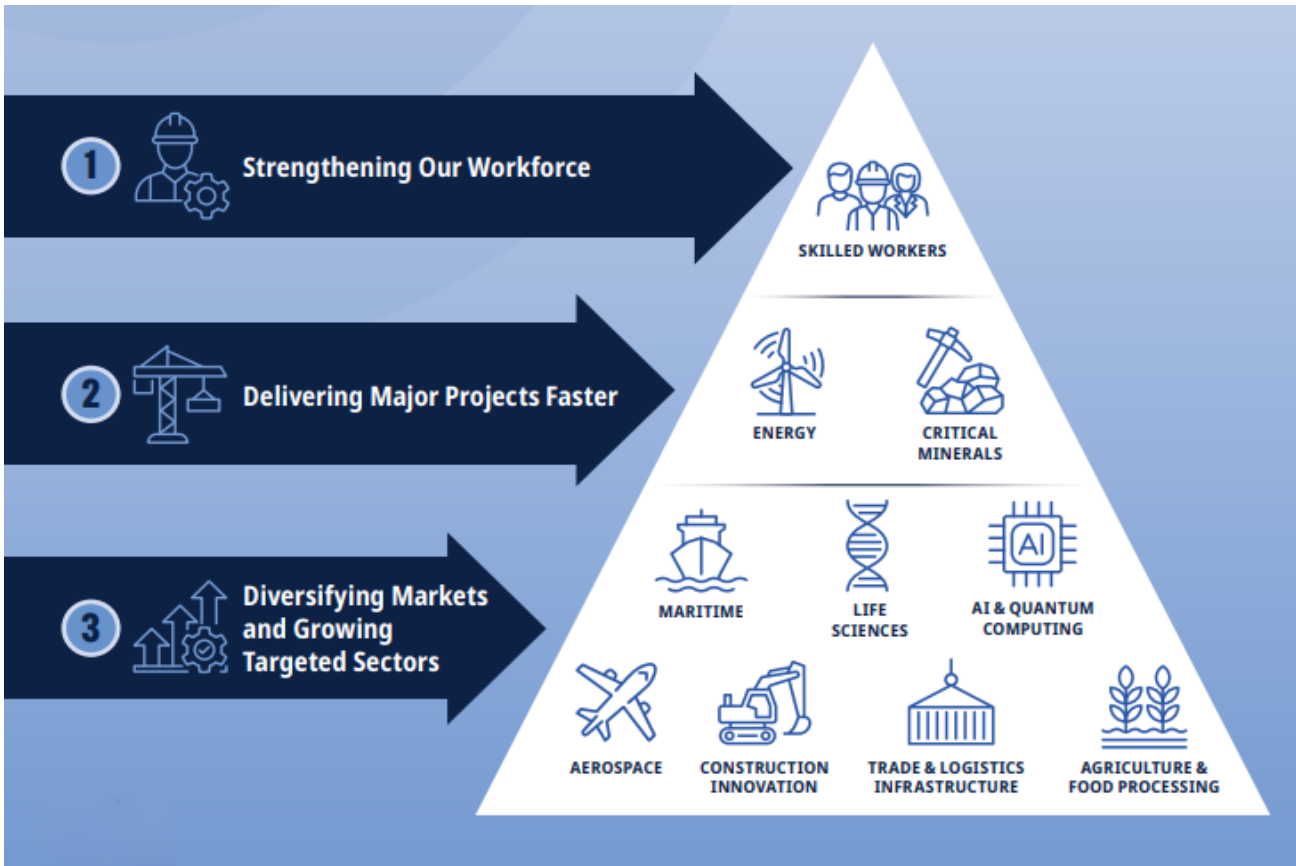 1
Strengthening Our Workforce
SKILLED WORKERS
2
Delivering Major Projects Faster
ENERGY
CRITICAL
MINERALS
3
Diversifying Markets
and Growing
Targeted Sectors
MARITIME
LIFE
SCIENCES
AI
AI & QUANTUM
COMPUTING
AEROSPACE
CONSTRUCTION
INNOVATION
TRADE & LOGISTICS
INFRASTRUCTURE
AGRICULTURE &
FOOD PROCESSING